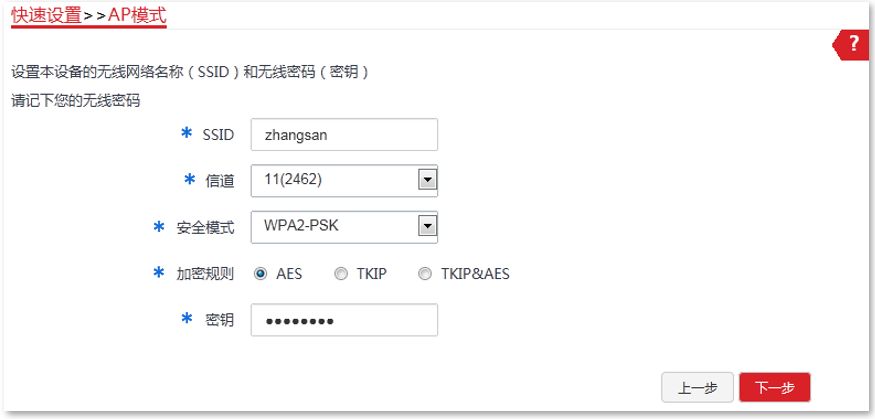 快速设置>>AP模式
?
设置本设备的无线网络名称（SSID）和无线密码（密钥）
请记下您的无线密码
* SSID zhangsan
* 信道 11(2462)
* 安全模式 WPA2-PSK
* 加密规则 AES TKIP TKIP&AES
* 密钥 ●●●●●●●●
上一步 下一步